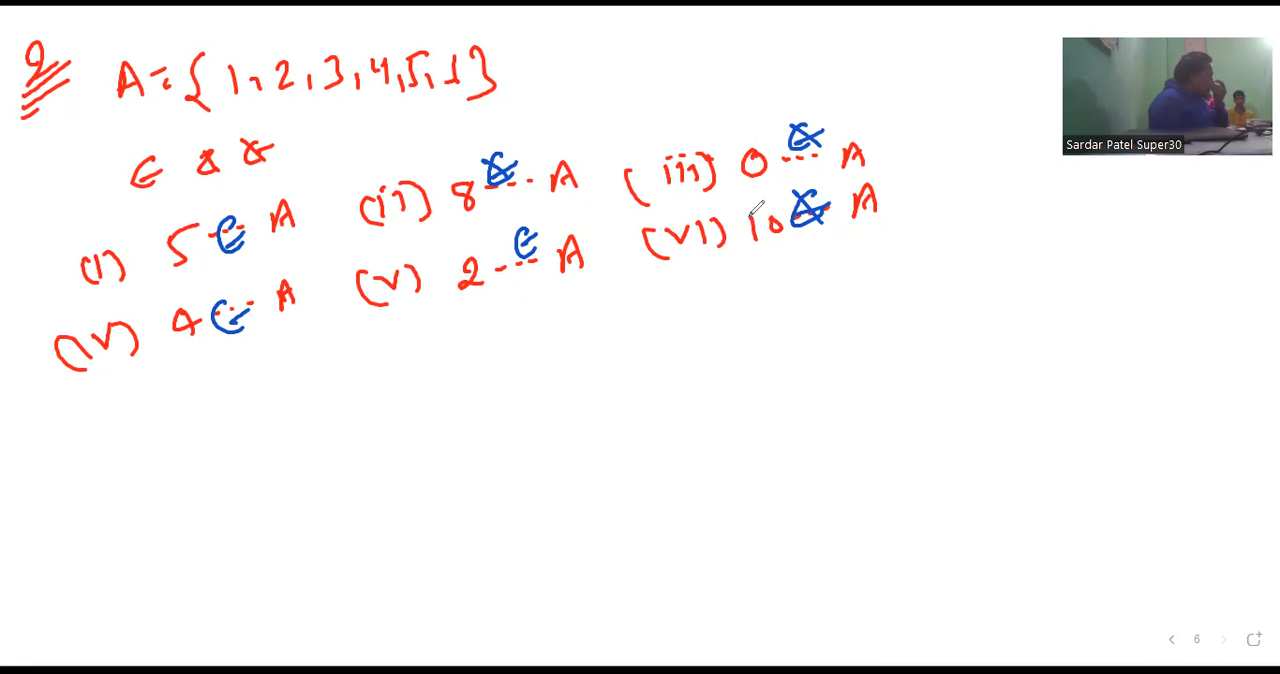 Q A = { 1, 2, 3, 4, 5, 1 }
∈ & ∉
(i) 5 ∈ A (ii) 8 ∉ A (iii) 0 ∉ A
(iv) 4 ∈ A (v) 2 ∈ A (vi) 10 ∉ A
Sardar Patel Super30
6